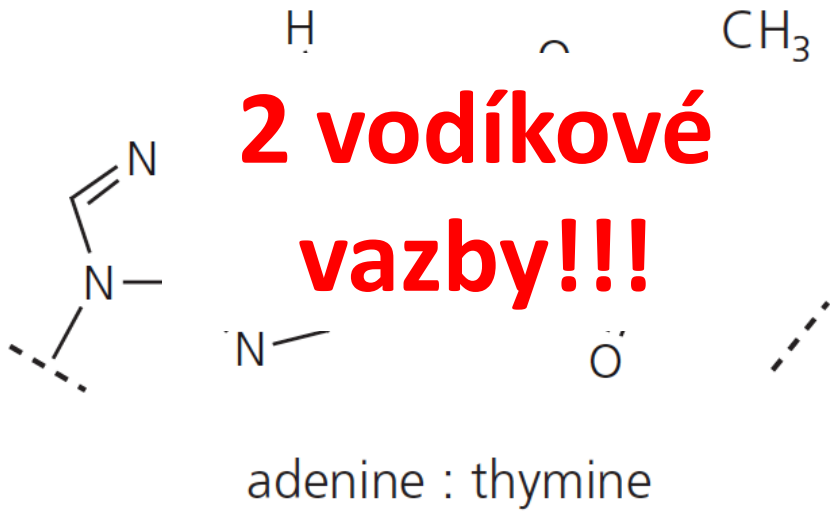 H
O
CH3
2 vodíkové
vazby!!!
N
N
N
O
adenine : thymine